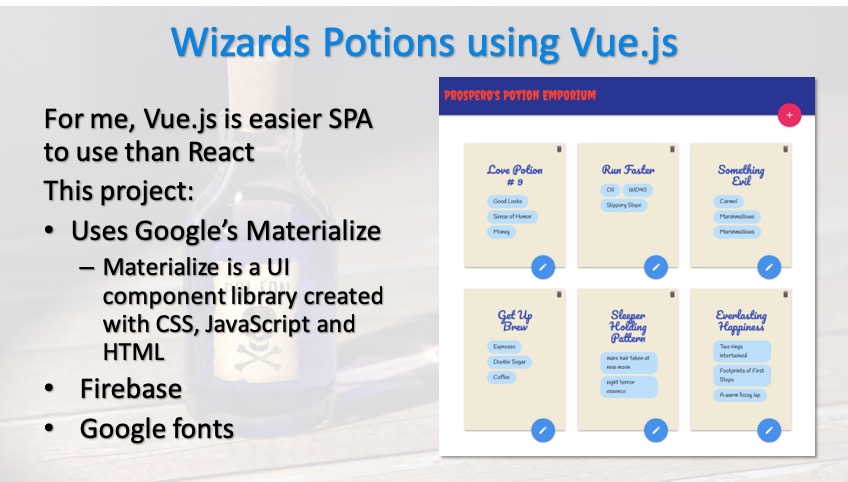 Wizards Potions using Vue.js
For me, Vue.js is easier SPA
to use than React
This project:
• Uses Google's Materialize
– Materialize is a UI
component library created
with CSS, JavaScript and
HTML
• Firebase
• Google fonts
PROSPERO'S POTION EMPORIUM
+
Love Potion
# 9
Good Looks
Sense of Humor
Money
Run Faster
Oil WD40
Slippery Slope
Something
Evil
Carmel
Marshmallows
Marshmallows
Get Up
Brew
Espresso
Double Sugar
Coffee
Sleeper
Holding
Pattern
mare hair taken at
new moon
night terror
essence
Everlasting
Happiness
Two rings
intertwined
Footprints of First
Steps
A warm fuzzy lap